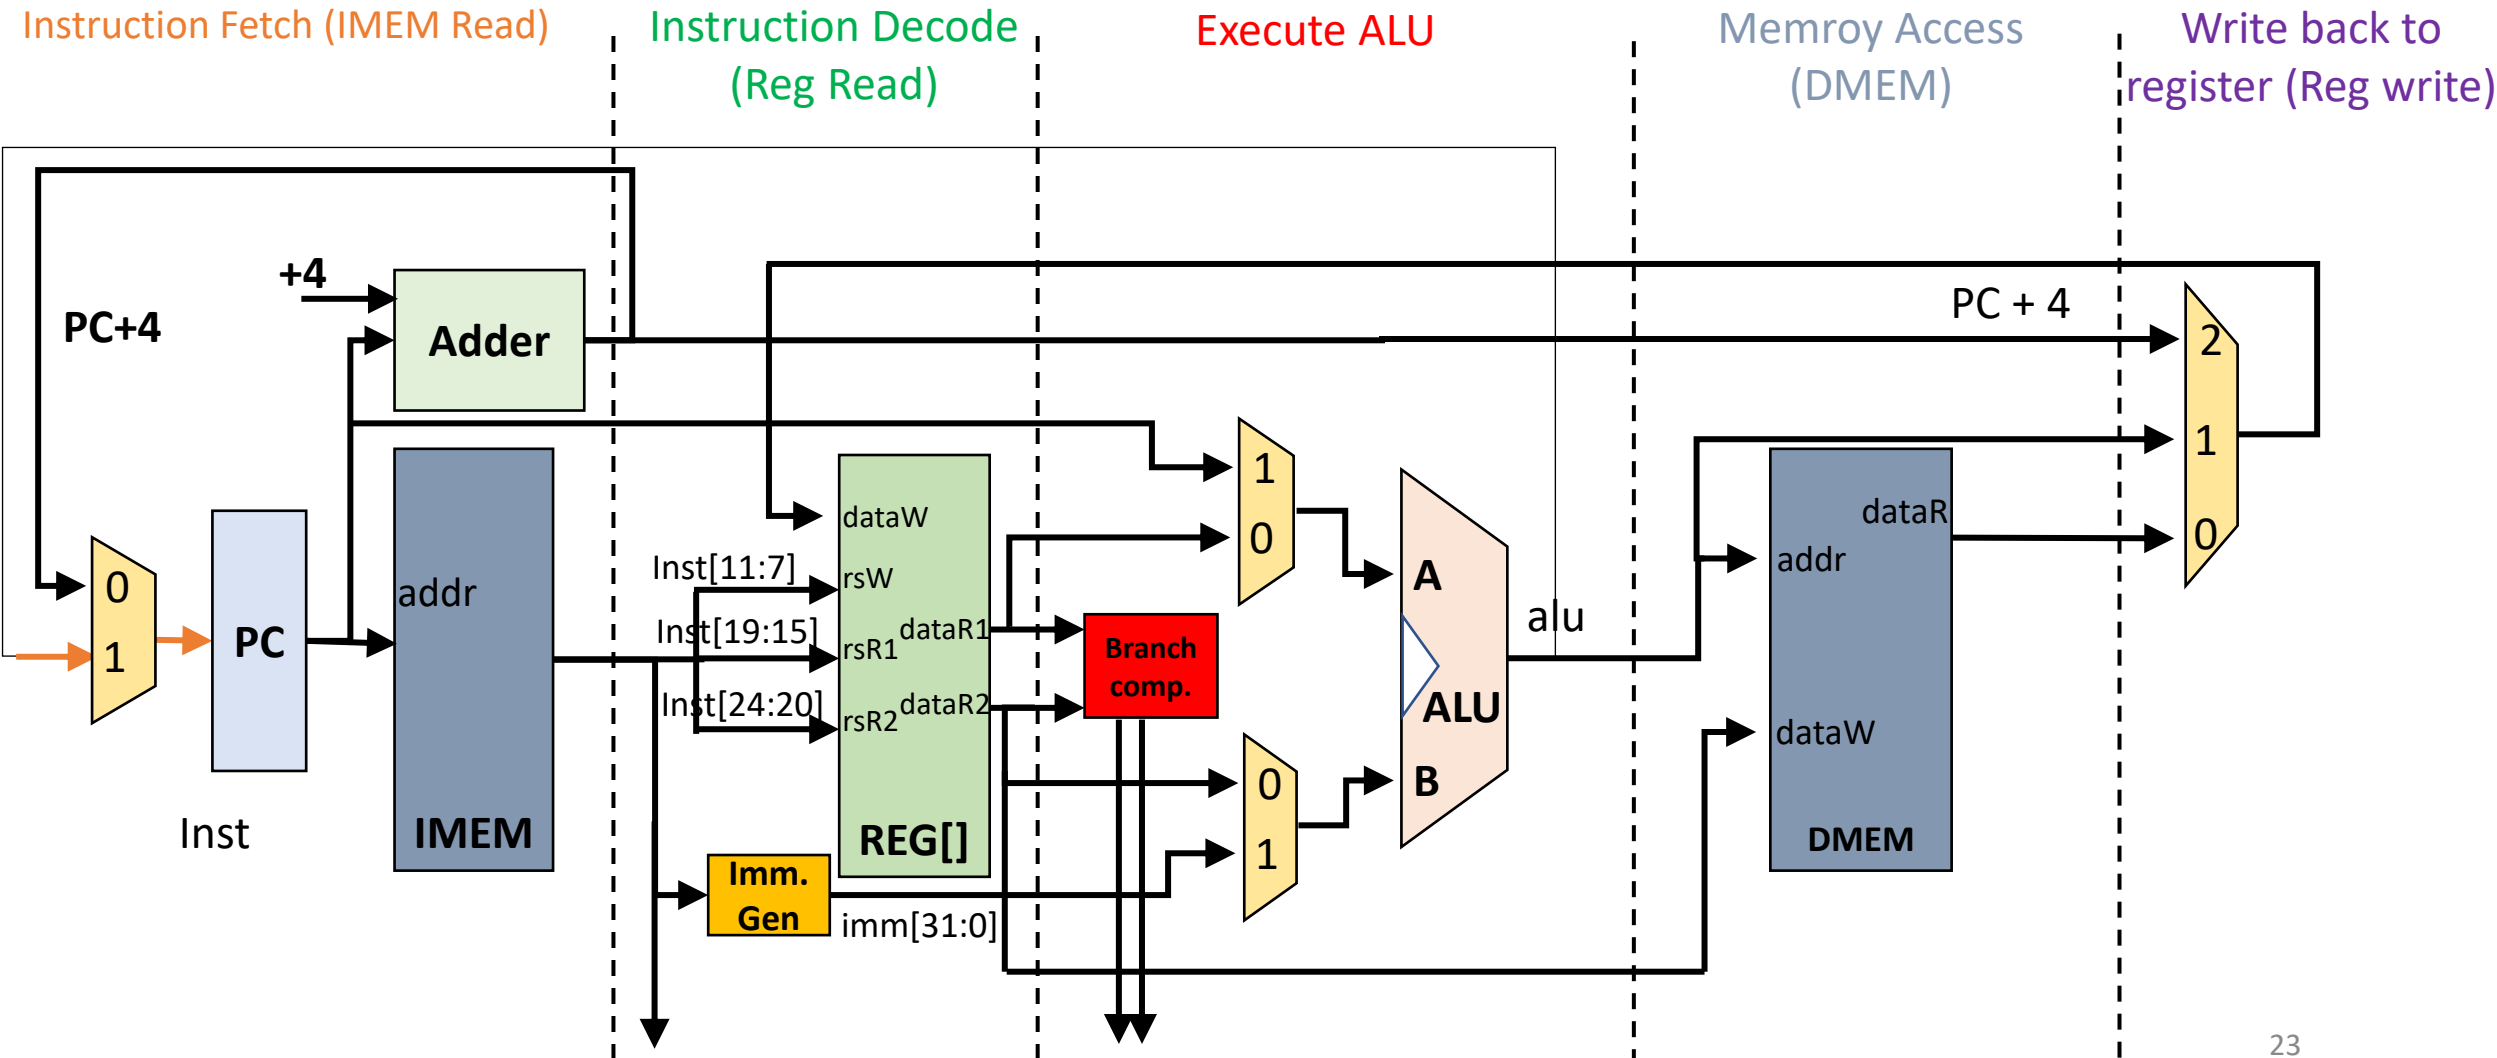 Instruction Fetch (IMEM Read)
Instruction Decode
(Reg Read)
Execute ALU
Memroy Access
(DMEM)
Write back to
register (Reg write)
+4
PC+4
Adder
PC + 4
2
1
0
0
1
PC
Inst
addr
IMEM
Inst[11:7]
Inst[19:15]
Inst[24:20]
dataW
rsW
rsR1
rsR2
dataR1
dataR2
REG[]
Imm.
Gen
imm[31:0]
Branch
comp.
1
0
0
1
A
ALU
B
alu
dataR
addr
dataW
DMEM
23